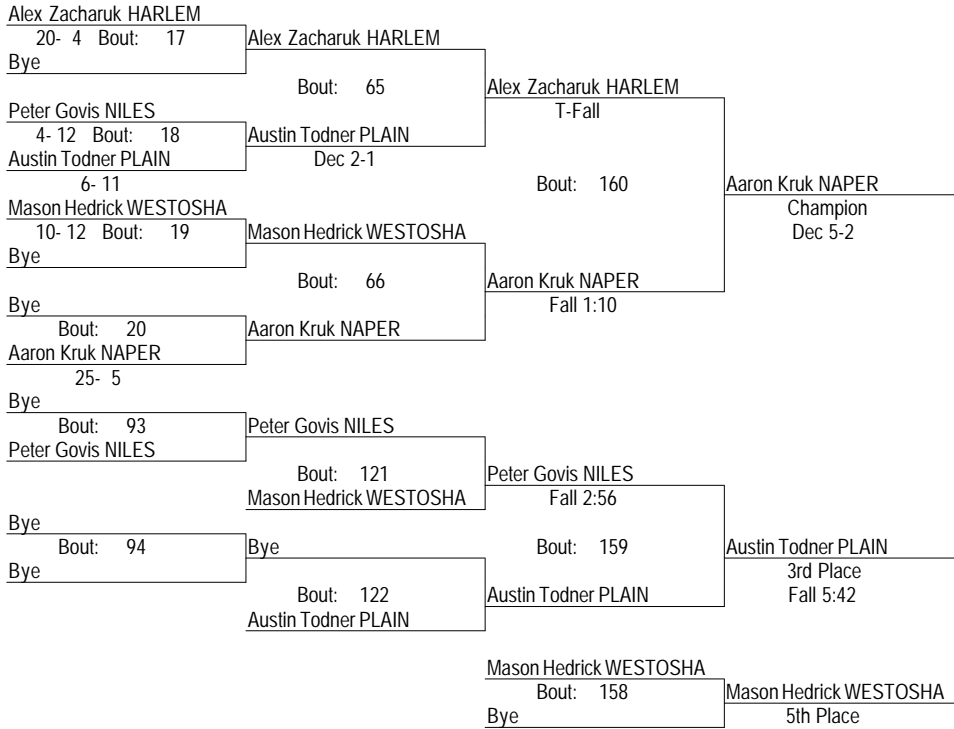 Alex Zacharuk HARLEM
20- 4 Bout: 17
Bye
Alex Zacharuk HARLEM
Bout: 65
Peter Govis NILES
4- 12 Bout: 18
Austin Todner PLAIN
6- 11
Austin Todner PLAIN
Dec 2-1
Alex Zacharuk HARLEM
T-Fall
Bout: 160
Mason Hedrick WESTOSHA
10- 12 Bout: 19
Bye
Mason Hedrick WESTOSHA
Bout: 66
Bye
Bout: 20
Aaron Kruk NAPER
25- 5
Aaron Kruk NAPER
Aaron Kruk NAPER
Fall 1:10
Aaron Kruk NAPER
Champion
Dec 5-2
Bye
Bout: 93
Peter Govis NILES
Peter Govis NILES
Bout: 121
Mason Hedrick WESTOSHA
Peter Govis NILES
Fall 2:56
Bye
Bout: 94
Bye
Bye
Bout: 122
Austin Todner PLAIN
Bout: 159
Austin Todner PLAIN
Austin Todner PLAIN
3rd Place
Fall 5:42
Mason Hedrick WESTOSHA
Bout: 158
Bye
Mason Hedrick WESTOSHA
5th Place